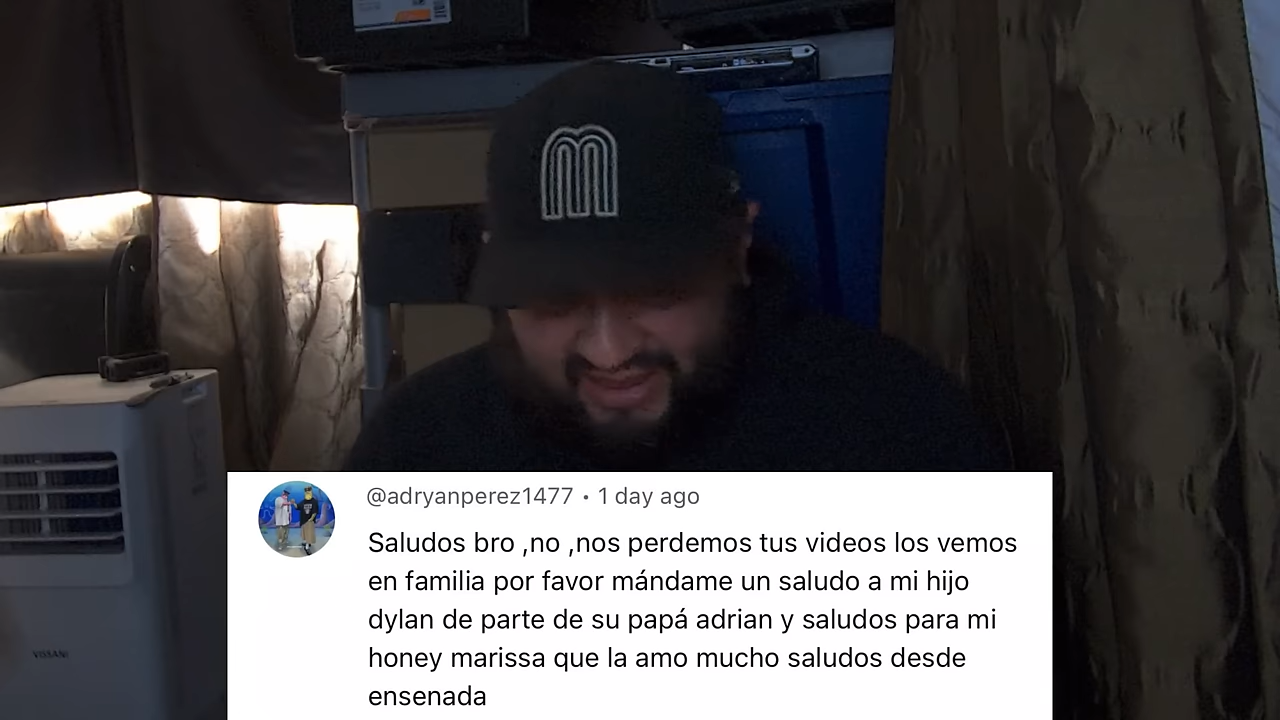 m
@adryanperez1477 • 1 day ago
Saludos bro ,no ,nos perdemos tus videos los vemos
en familia por favor mándame un saludo a mi hijo
dylan de parte de su papá adrian y saludos para mi
honey marissa que la amo mucho saludos desde
ensenada
VISSANI